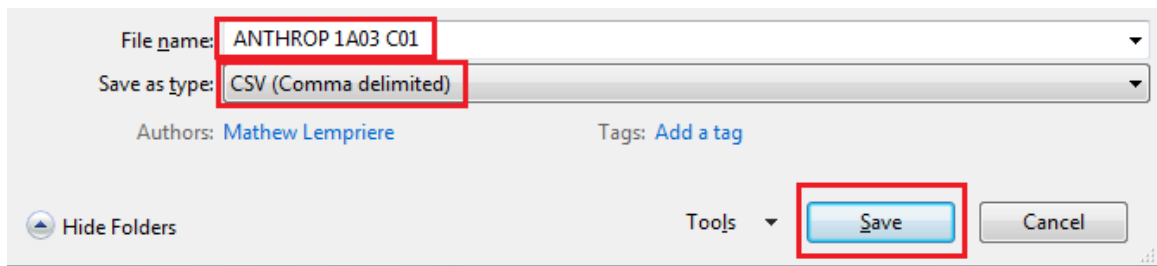 File name: ANTHROP 1A03 C01
Save as type: CSV (Comma delimited)
Authors: Mathew Lempriere Tags: Add a tag
Hide Folders Tools Save Cancel